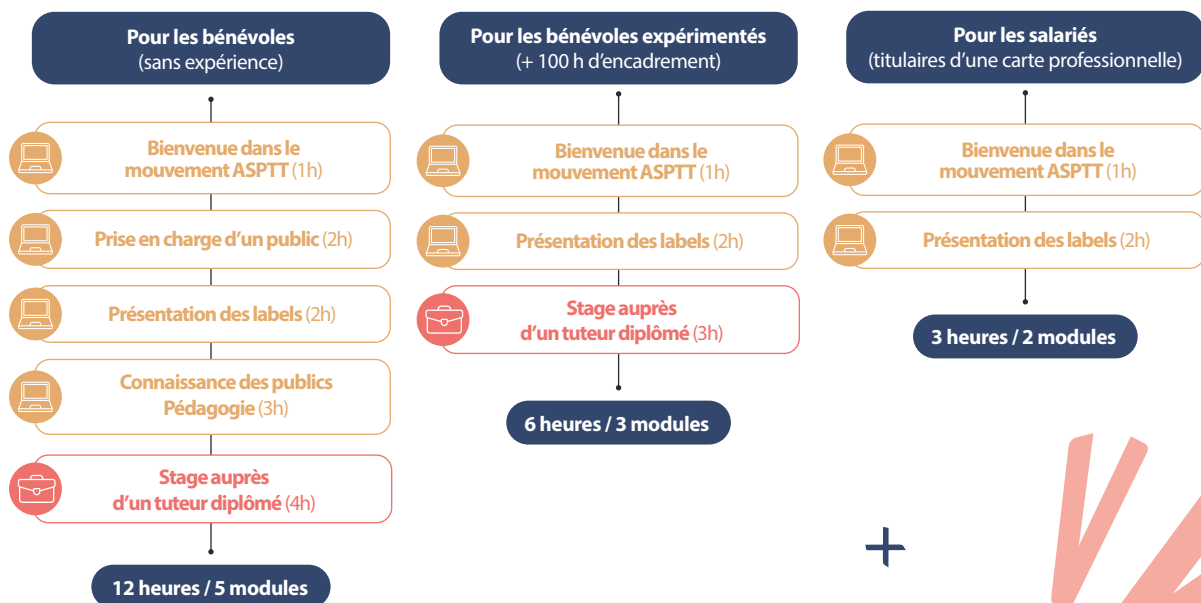 Pour les bénévoles
(sans expérience)
Bienvenue dans le
mouvement ASPTT (1h)
Prise en charge d'un public (2h)
Présentation des labels (2h)
Connaissance des publics
Pédagogie (3h)
Stage auprès
d'un tuteur diplômé (4h)
12 heures / 5 modules
Pour les bénévoles expérimentés
(+ 100 h d'encadrement)
Bienvenue dans le
mouvement ASPTT (1h)
Présentation des labels (2h)
Stage auprès
d'un tuteur diplômé (3h)
6 heures / 3 modules
Pour les salariés
(titulaires d'une carte professionnelle)
Bienvenue dans le
mouvement ASPTT (1h)
Présentation des labels (2h)
3 heures / 2 modules
+